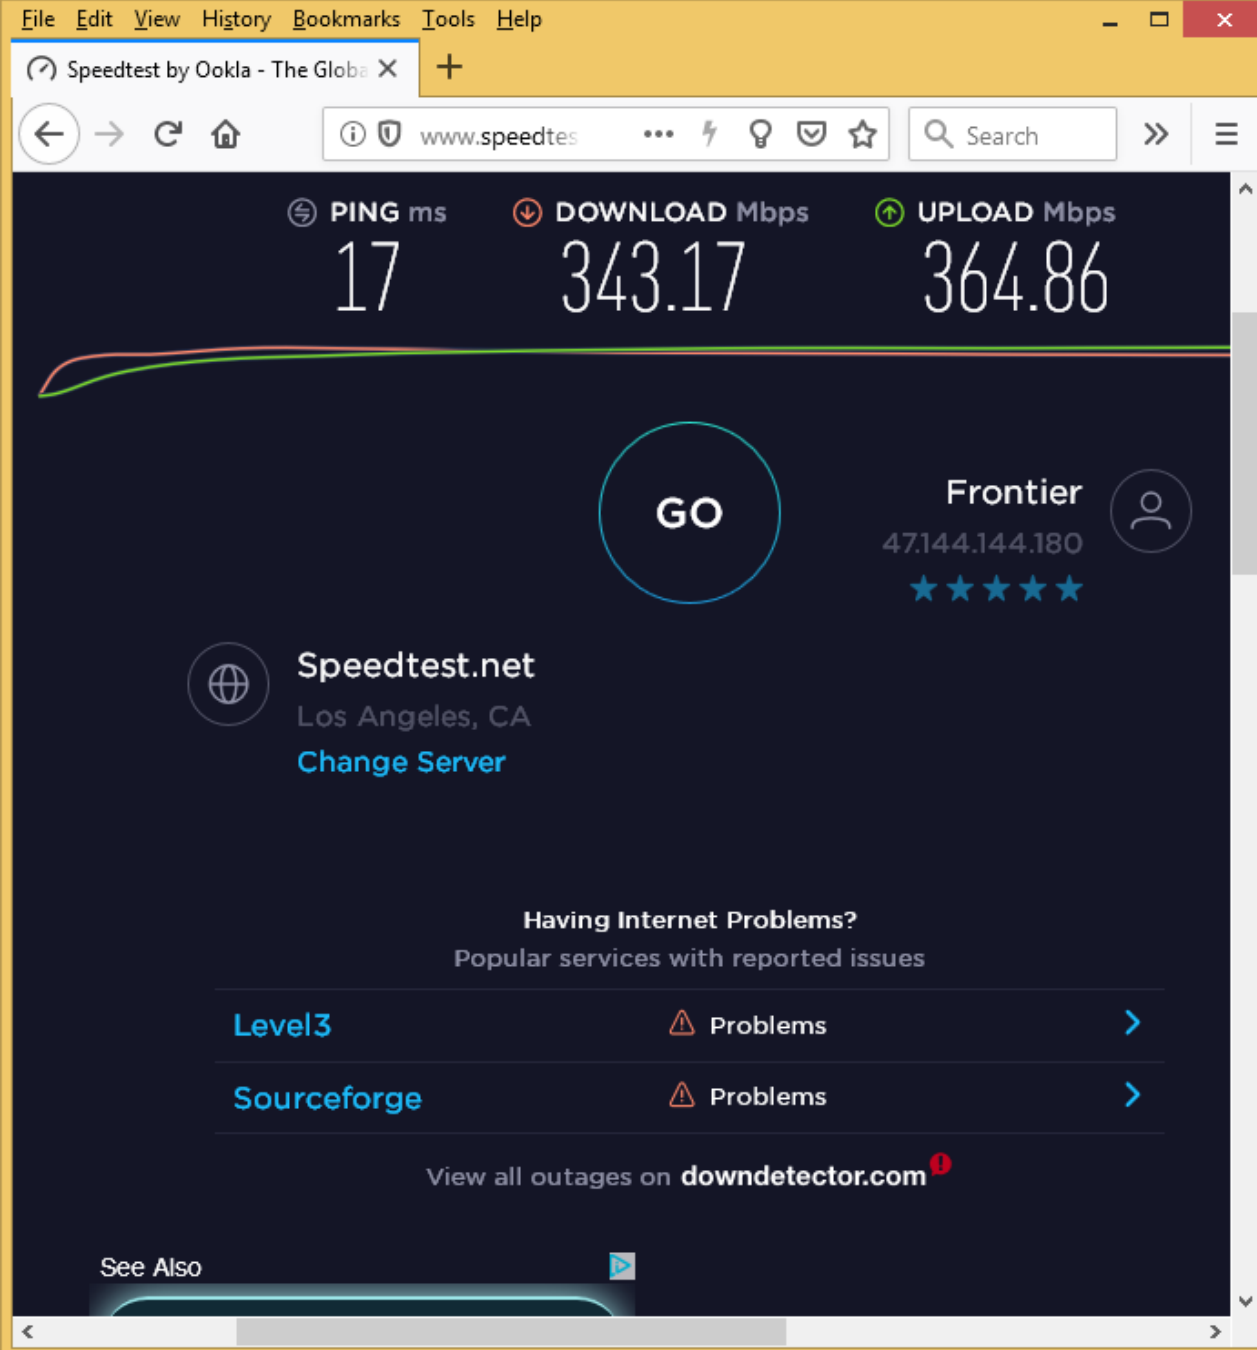 File Edit View History Bookmarks Tools Help
Speedtest by Ookla - The Globa
www.speedtes
Search
PING ms DOWNLOAD Mbps UPLOAD Mbps
17 343.17 364.86
GO
Frontier
47.144.144.180
Speedtest.net
Los Angeles, CA
Change Server
Having Internet Problems?
Popular services with reported issues
Level3 Problems
Sourceforge Problems
View all outages on downdetector.com
See Also